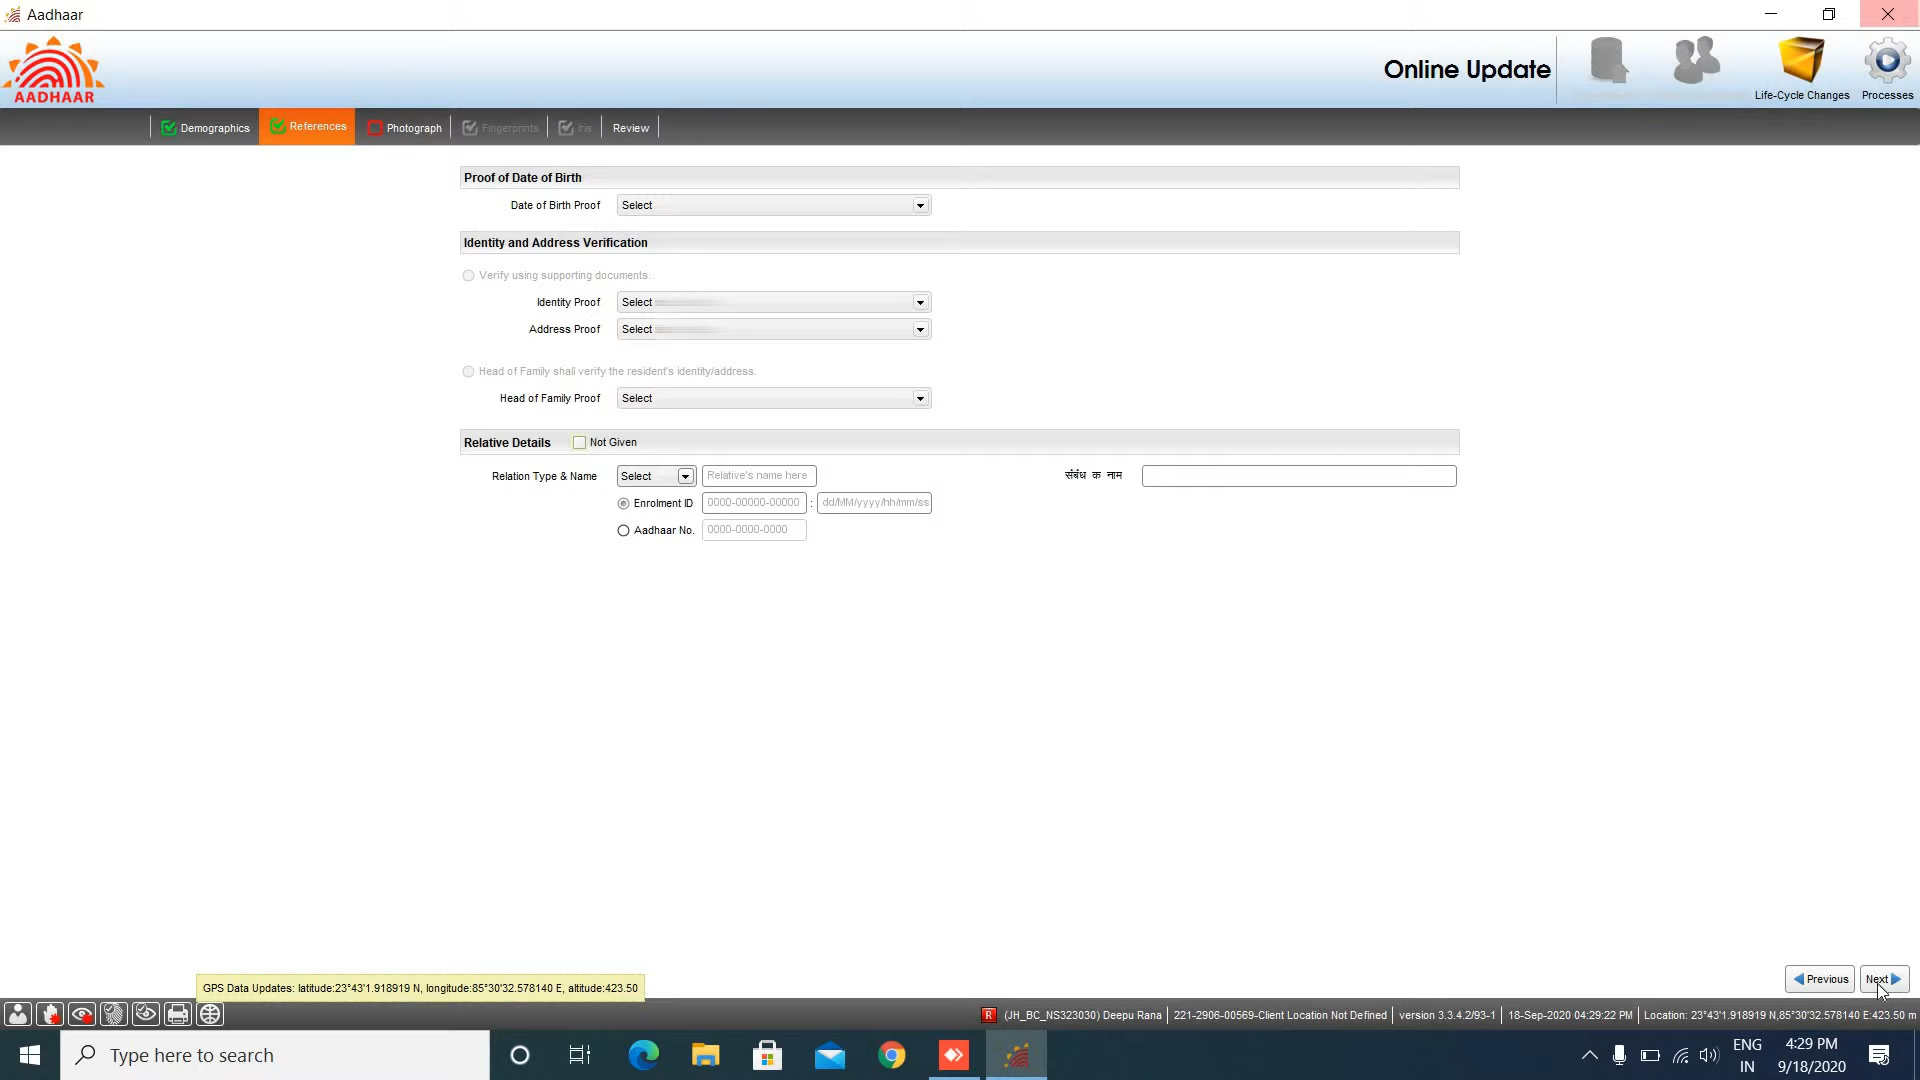 Aadhaar
AADHAAR
Online Update
Life-Cycle Changes
Processes
Demographics
References
Photograph
Fingerprints
Iris
Review
Proof of Date of Birth
Date of Birth Proof Select
Identity and Address Verification
Verify using supporting documents.
Identity Proof Select
Address Proof Select
Head of Family shall verify the resident's identity/address.
Head of Family Proof Select
Relative Details Not Given
Relation Type & Name Select Relative's name here संबंध क नाम
Enrolment ID 0000-00000-00000 : dd/MM/yyyy/hh/mm/ss
Aadhaar No. 0000-0000-0000
Previous Next
GPS Data Updates: latitude:23°43'1.918919 N, longitude:85°30'32.578140 E, altitude:423.50
R (JH_BC_NS323030) Deepu Rana 221-2906-00569-Client Location Not Defined version 3.3.4.2/93-1 18-Sep-2020 04:29:22 PM Location: 23°43'1.918919 N,85°30'32.578140 E:423.50 m
Type here to search
ENG
IN
4:29 PM
9/18/2020